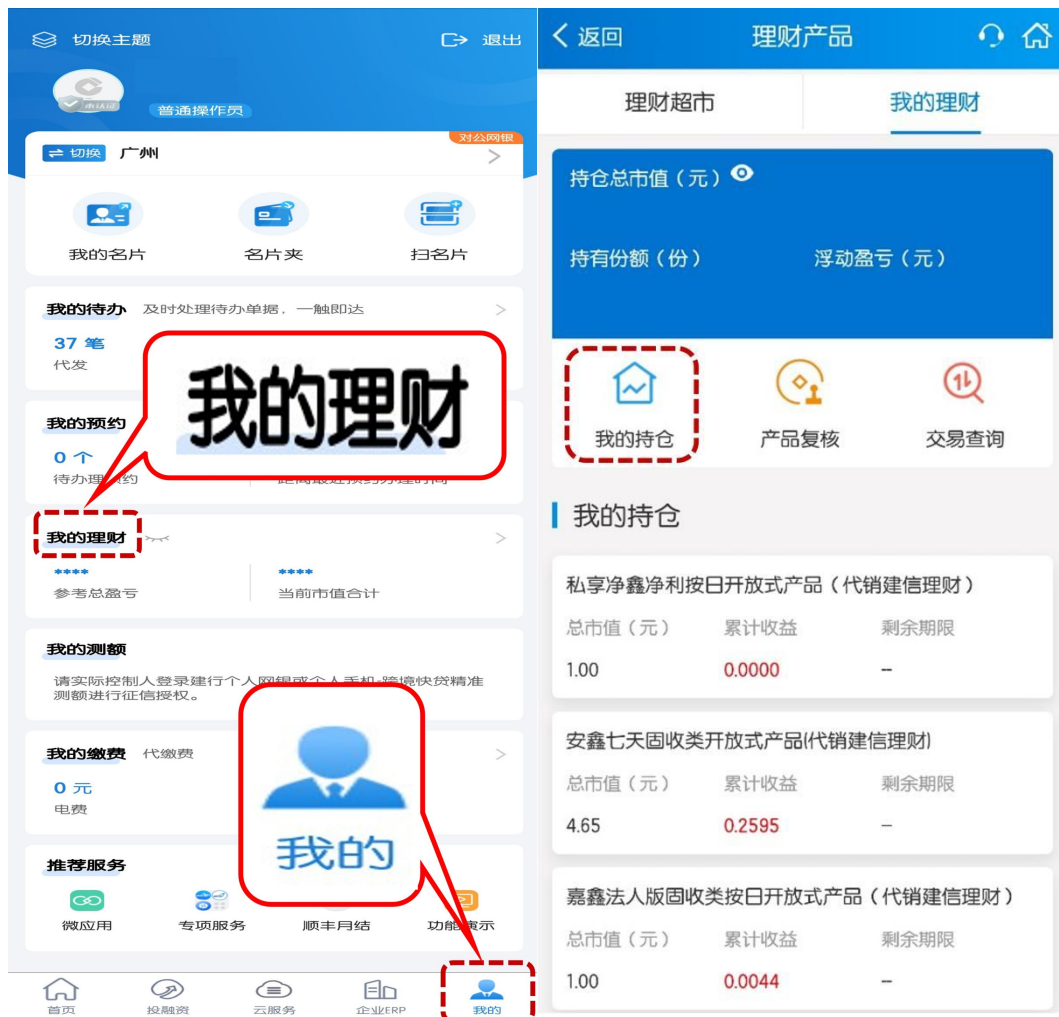 切换主题
退出
未认证
普通操作员
对公网银
切换 广州
我的名片 名片夹 扫名片
我的待办 及时处理待办单据，一触即达
37 笔
代发
我的理财
我的预约
0 个
我的理财
**** ****
参考总盈亏 当前市值合计
我的测额
请实际控制人登录建行个人网银或个人手机-跨境快贷精准
测额进行征信授权。
我的缴费 代缴费
0 元
电费
我的
推荐服务
微应用 专项服务 顺丰月结 功能演示
首页 投融资 云服务 企业ERP 我的
返回 理财产品
理财超市 我的理财
持仓总市值（元）
持有份额（份） 浮动盈亏（元）
我的持仓 产品复核 交易查询
我的持仓
私享净鑫净利按日开放式产品（代销建信理财）
总市值（元） 累计收益 剩余期限
1.00 0.0000 --
安鑫七天固收类开放式产品(代销建信理财)
总市值（元） 累计收益 剩余期限
4.65 0.2595 --
嘉鑫法人版固收类按日开放式产品（代销建信理财）
总市值（元） 累计收益 剩余期限
1.00 0.0044 --